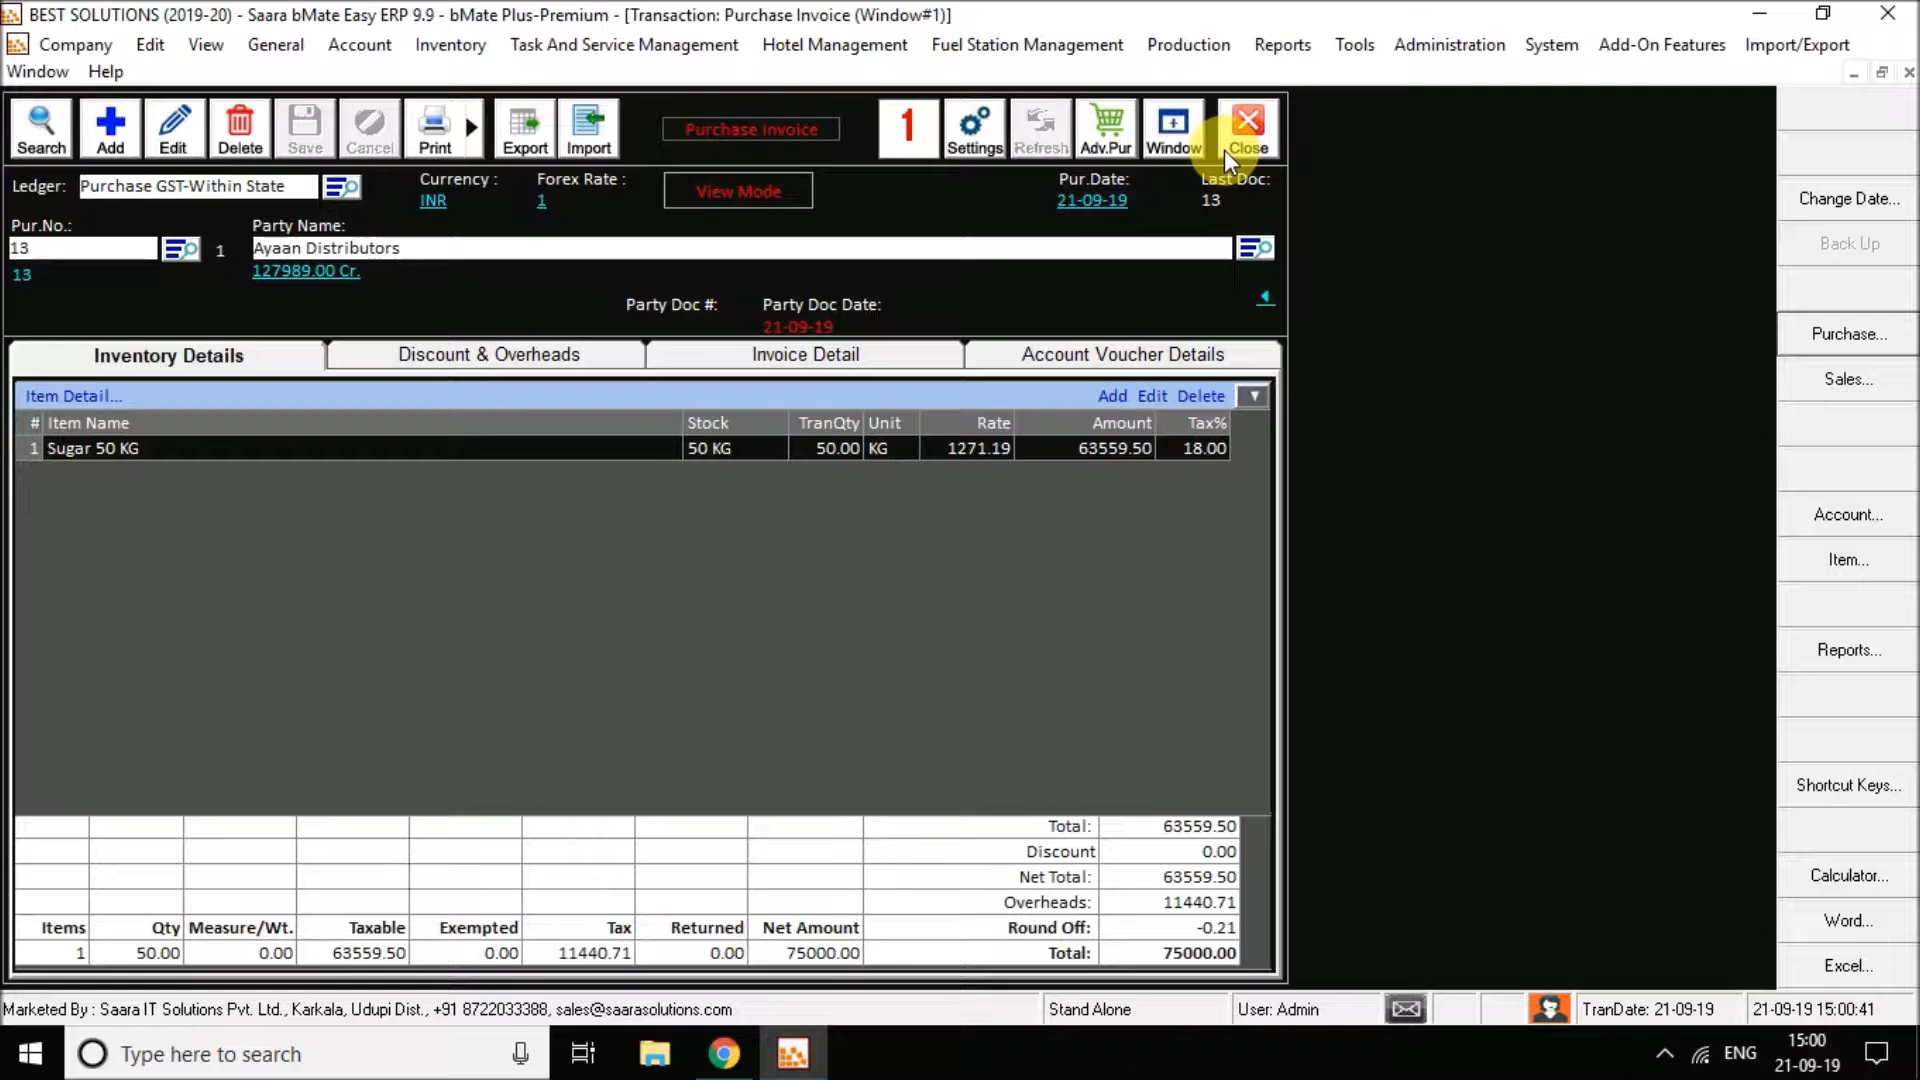 BEST SOLUTIONS (2019-20) - Saara bMate Easy ERP 9.9 - bMate Plus-Premium - [Transaction: Purchase Invoice (Window#1)]
Company Edit View General Account Inventory Task And Service Management Hotel Management Fuel Station Management Production Reports Tools Administration System Add-On Features Import/Export
Window Help
Search Add Edit Delete Save Cancel Print Export Import Purchase Invoice 1 Settings Refresh Adv.Pur Window Close
Ledger: Purchase GST-Within State Currency : Forex Rate : View Mode Pur.Date: Last Doc:
INR 1 21-09-19 13
Pur.No.: Party Name:
13 1 Ayaan Distributors
13 127989.00 Cr.
Party Doc #: Party Doc Date:
21-09-19
Inventory Details Discount & Overheads Invoice Detail Account Voucher Details
Item Detail... Add Edit Delete
# Item Name Stock TranQty Unit Rate Amount Tax%
1 Sugar 50 KG 50 KG 50.00 KG 1271.19 63559.50 18.00
Total: 63559.50
Discount 0.00
Net Total: 63559.50
Overheads: 11440.71
Items Qty Measure/Wt. Taxable Exempted Tax Returned Net Amount Round Off: -0.21
1 50.00 0.00 63559.50 0.00 11440.71 0.00 75000.00 Total: 75000.00
Change Date...
Back Up
Purchase...
Sales...
Account...
Item...
Reports...
Shortcut Keys...
Calculator...
Word...
Excel...
Marketed By : Saara IT Solutions Pvt. Ltd., Karkala, Udupi Dist., +91 8722033388, sales@saarasolutions.com Stand Alone User: Admin TranDate: 21-09-19 21-09-19 15:00:41
Type here to search ENG 15:00
21-09-19